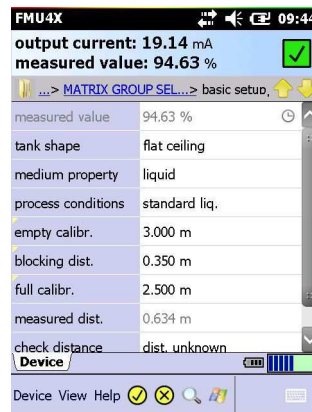 FMU4X 09:44
output current: 19.14 mA
measured value: 94.63 %
...> MATRIX GROUP SEL...> basic setup,
measured value 94.63 %
tank shape flat ceiling
medium property liquid
process conditions standard liq.
empty calibr. 3.000 m
blocking dist. 0.350 m
full calibr. 2.500 m
measured dist. 0.634 m
check distance dist. unknown
Device
Device View Help